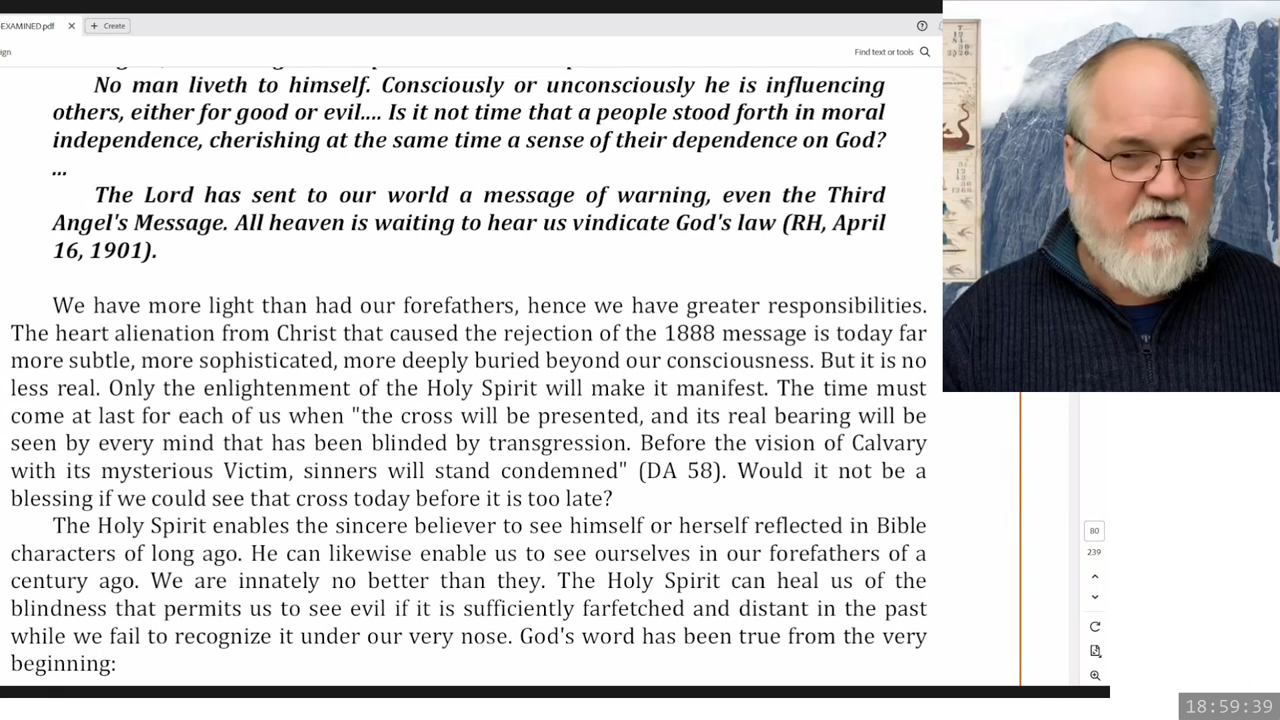 -EXAMINED.pdf
Create
ign
Find text or tools
No man liveth to himself. Consciously or unconsciously he is influencing
others, either for good or evil.... Is it not time that a people stood forth in moral
independence, cherishing at the same time a sense of their dependence on God?
...
The Lord has sent to our world a message of warning, even the Third
Angel's Message. All heaven is waiting to hear us vindicate God's law (RH, April
16, 1901).
We have more light than had our forefathers, hence we have greater responsibilities.
The heart alienation from Christ that caused the rejection of the 1888 message is today far
more subtle, more sophisticated, more deeply buried beyond our consciousness. But it is no
less real. Only the enlightenment of the Holy Spirit will make it manifest. The time must
come at last for each of us when "the cross will be presented, and its real bearing will be
seen by every mind that has been blinded by transgression. Before the vision of Calvary
with its mysterious Victim, sinners will stand condemned" (DA 58). Would it not be a
blessing if we could see that cross today before it is too late?
The Holy Spirit enables the sincere believer to see himself or herself reflected in Bible
characters of long ago. He can likewise enable us to see ourselves in our forefathers of a
century ago. We are innately no better than they. The Holy Spirit can heal us of the
blindness that permits us to see evil if it is sufficiently farfetched and distant in the past
while we fail to recognize it under our very nose. God's word has been true from the very
beginning:
80
239
18:59:39